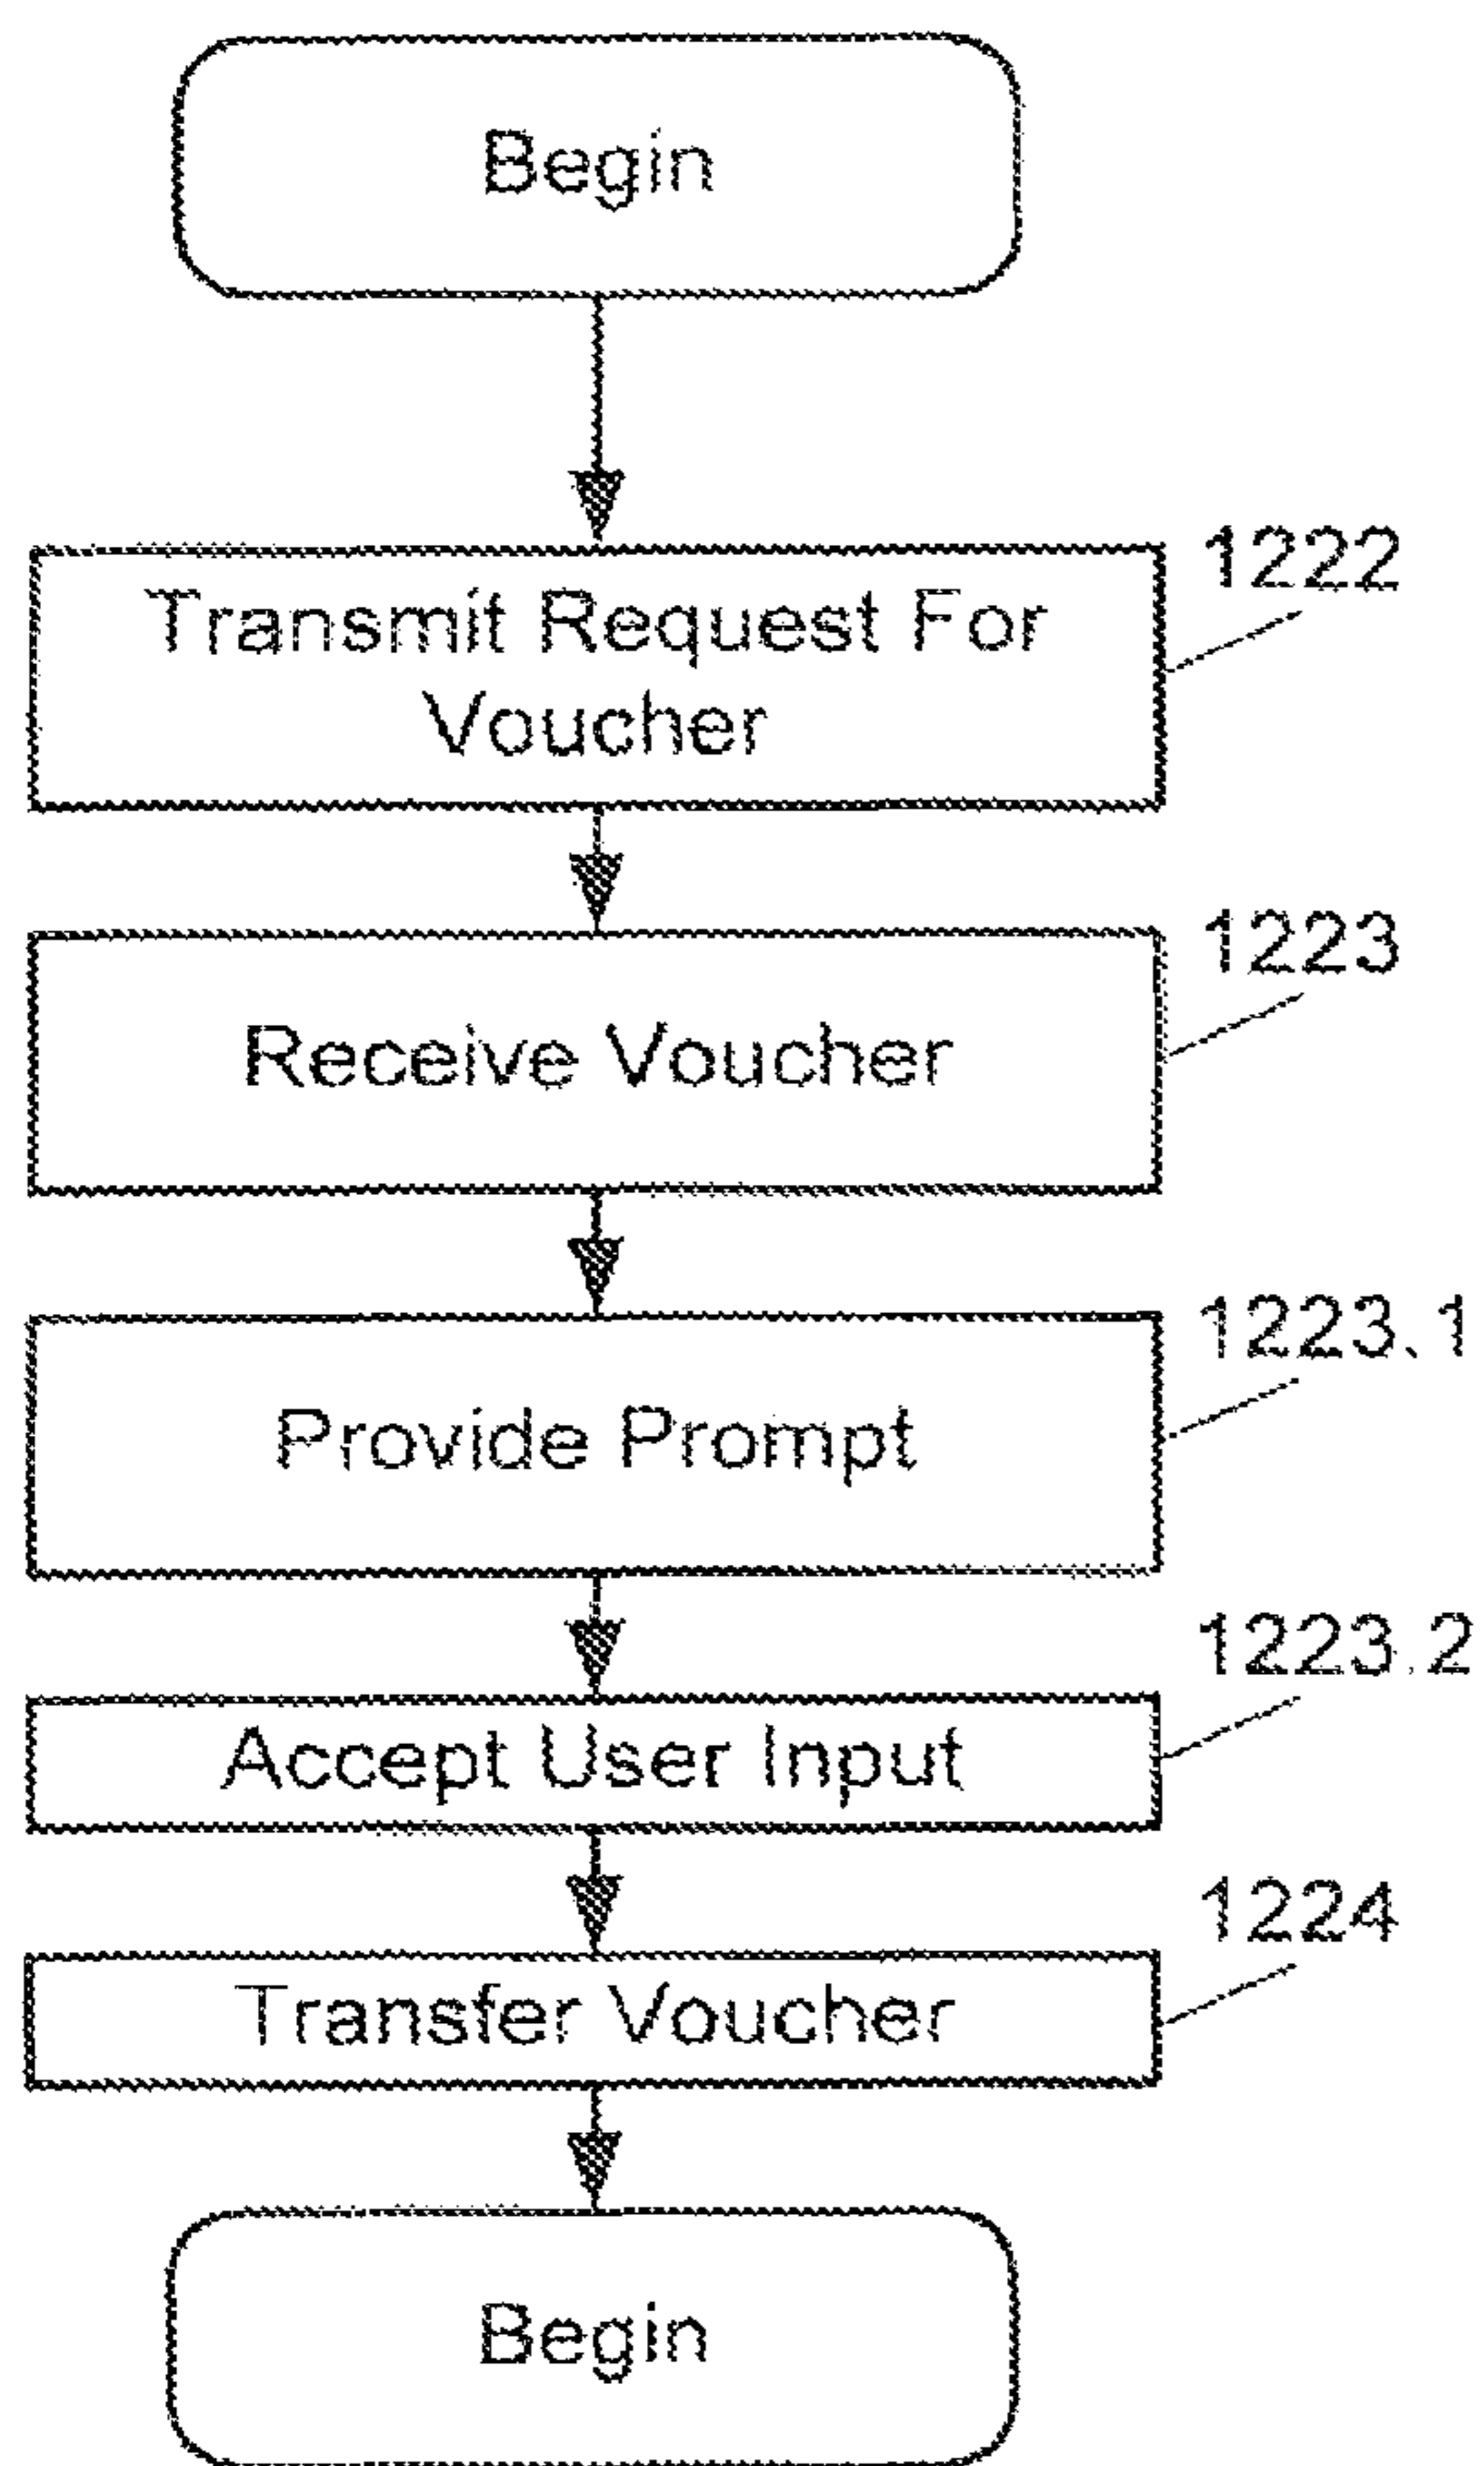 Begin
1222
Transmit Request For
Voucher
1223
Receive Voucher
1223.1
Provide Prompt
1223.2
Accept User Input
1224
Transfer Voucher
Begin